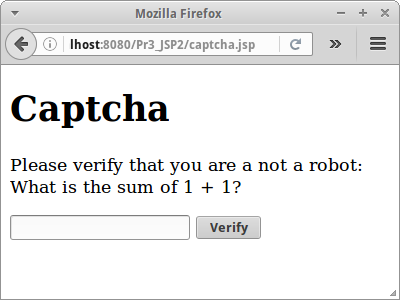 Mozilla Firefox
lhost:8080/Pr3_JSP2/captcha.jsp
Captcha
Please verify that you are a not a robot:
What is the sum of 1 + 1?
Verify